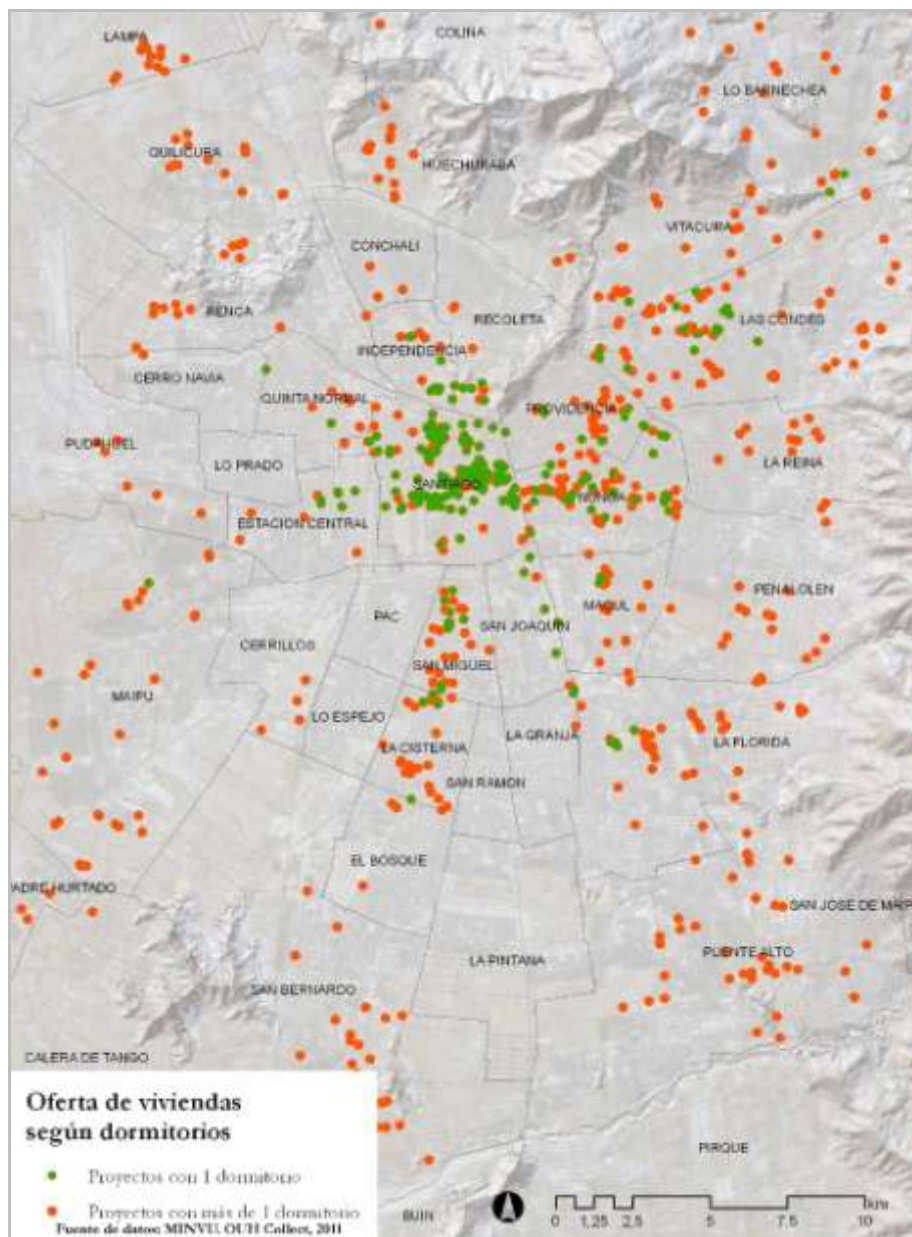 LAMPA
COLINA
LO BARNECHEA
QUILICURA
HUECHURABA
VITACURA
CONCHALI
RENCA
RECOLETA
LAS CONDES
INDEPENDENCIA
CERRO NAVIA
QUINTA NORMAL
PROVIDENCIA
PUDAHUEL
LO PRADO
LA REINA
SANTIAGO
ÑUÑOA
ESTACION CENTRAL
PEÑALOLEN
PAC
SAN JOAQUIN
MACUL
CERRILLOS
SAN MIGUEL
MAIPU
LO ESPEJO
LA GRANJA
LA FLORIDA
LA CISTERNA
SAN RAMON
EL BOSQUE
PADRE HURTADO
SAN JOSE DE MAIP
PUENTE ALTO
LA PINTANA
SAN BERNARDO
CALERA DE TANGO
Oferta de viviendas
según dormitorios
PIRQUE
Proyectos con 1 dormitorio
Proyectos con más de 1 dormitorio
BUIN
km
0 1,25 2,5 5 7,5 10
Fuente de datos: MINVU, OUH Collect, 2011